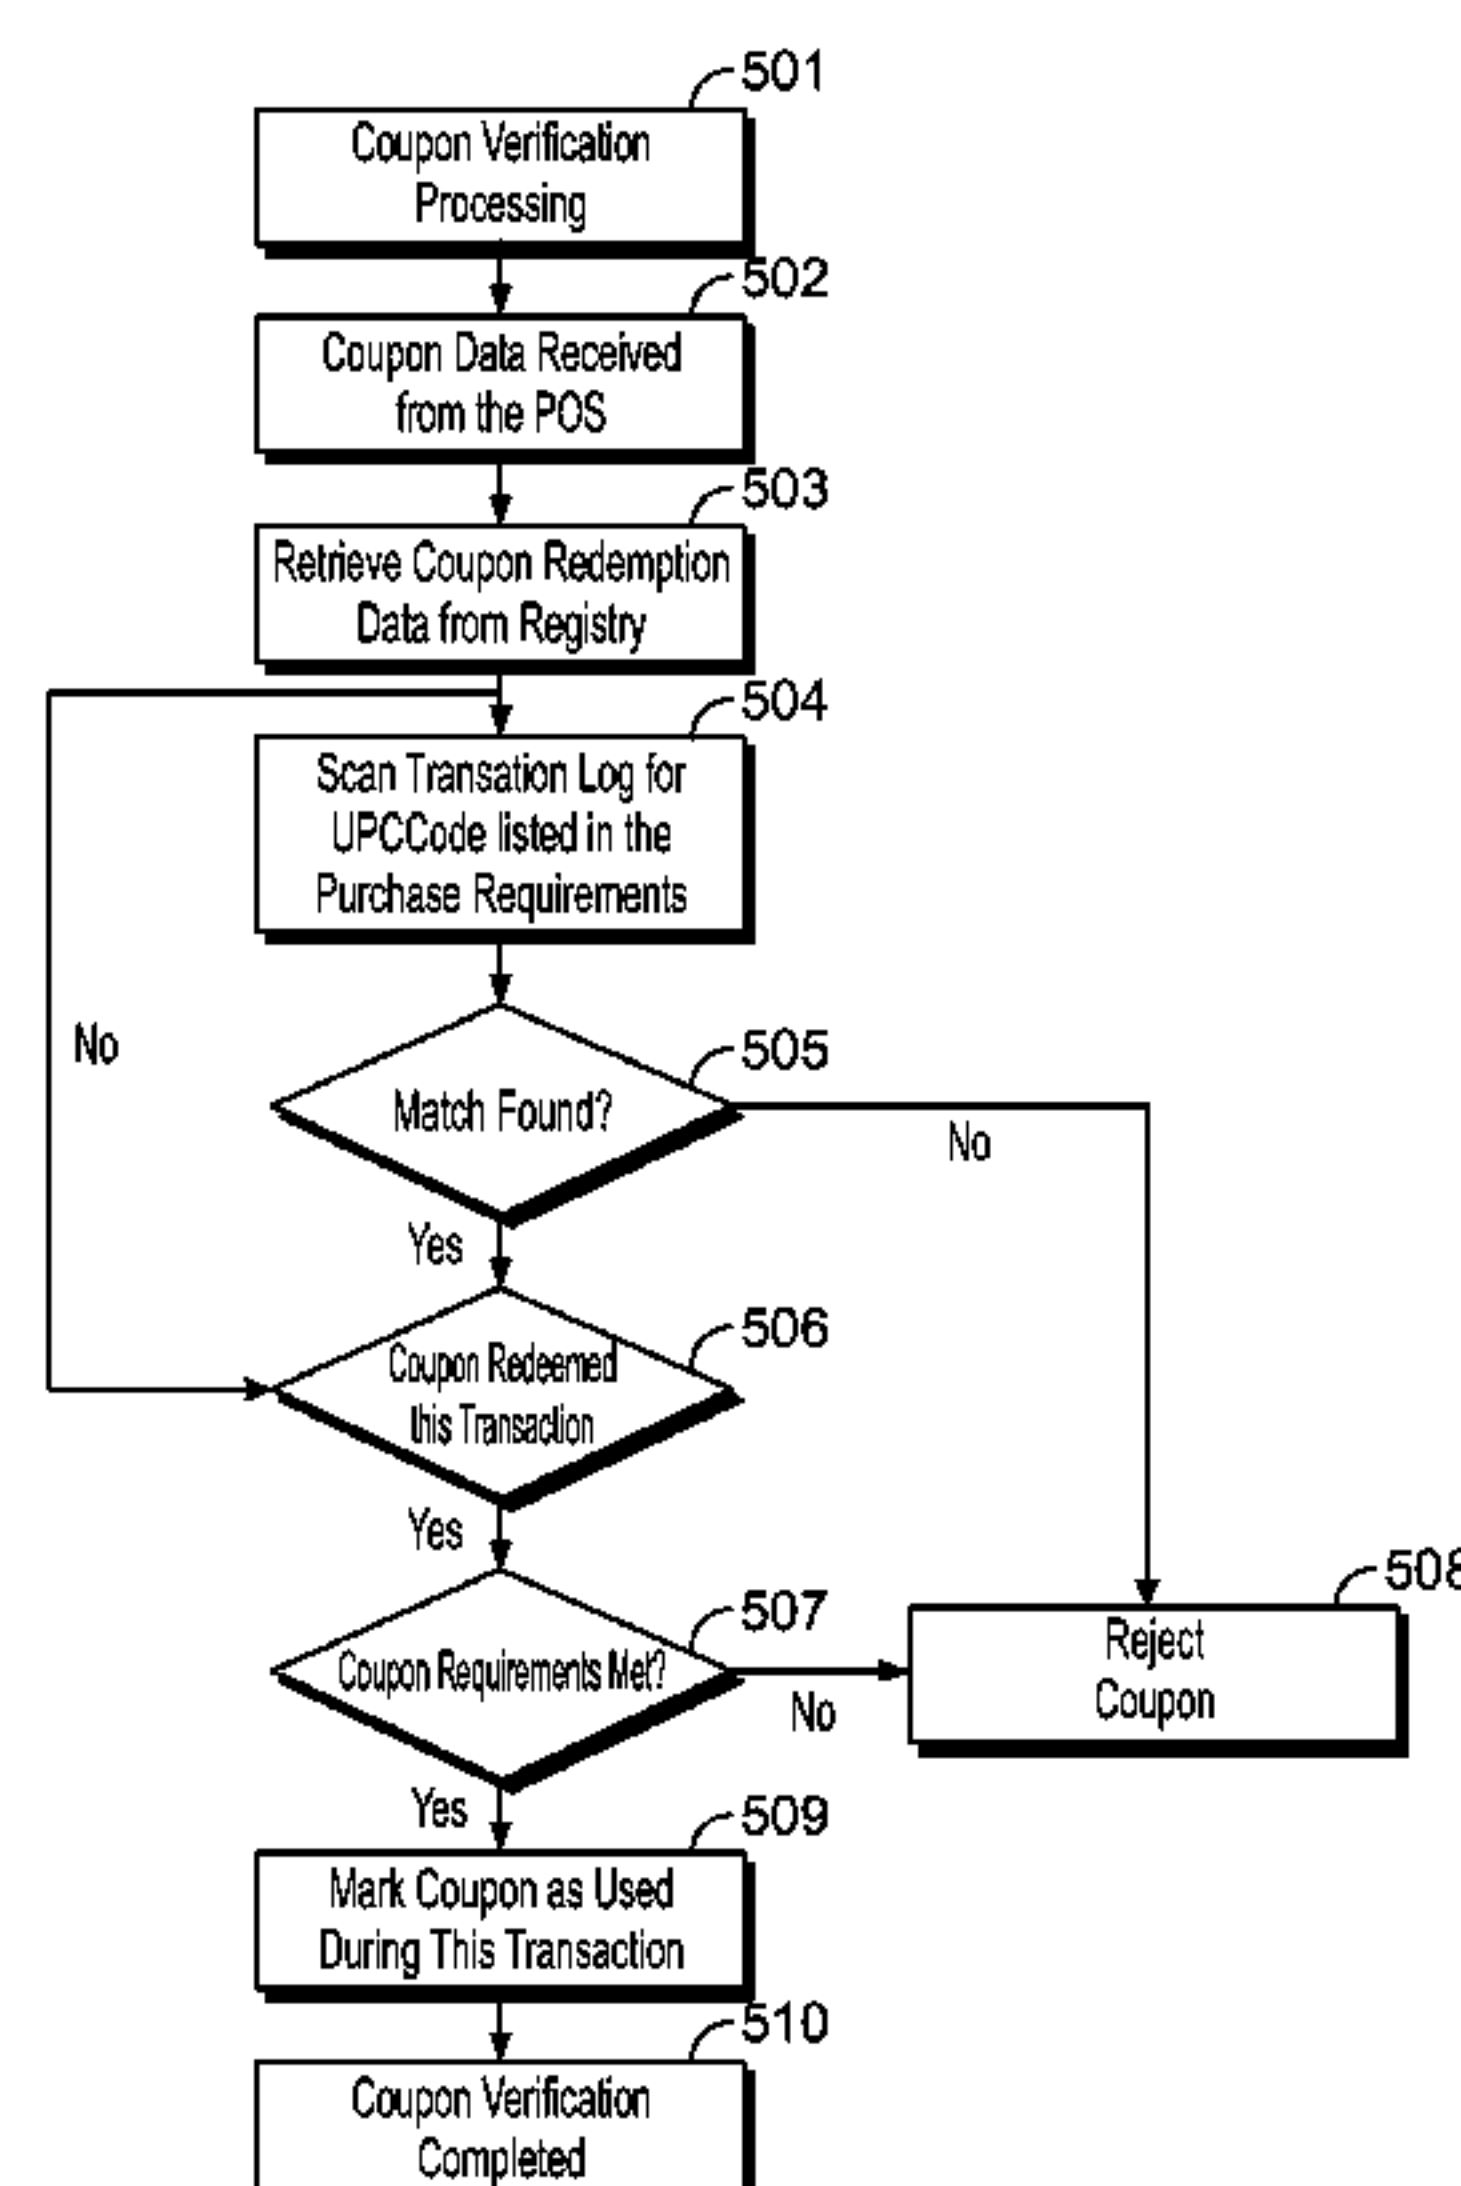 501
Coupon Verification
Processing
502
Coupon Data Received
from the POS
503
Retrieve Coupon Redemption
Data from Registry
504
Scan Transation Log for
UPCCode listed in the
Purchase Requirements
No
505
Match Found?
No
Yes
506
Coupon Redeemed
this Transaction
Yes
507
Coupon Requirements Met?
No
508
Reject
Coupon
Yes
509
Mark Coupon as Used
During This Transaction
510
Coupon Verification
Completed